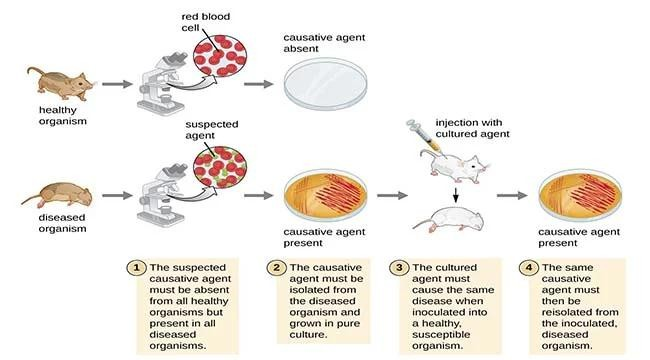 red blood
cell
causative agent
absent
healthy
organism
suspected
agent
injection with
cultured agent
diseased
organism
causative agent
present
causative agent
present
1 The suspected
causative agent
must be absent
from all healthy
organisms but
present in all
diseased
organisms.
2 The causative
agent must be
isolated from
the diseased
organism and
grown in pure
culture.
3 The cultured
agent must
cause the same
disease when
inoculated into
a healthy,
susceptible
organism.
4 The same
causative
agent must
then be
reisolated from
the inoculated,
diseased
organism.